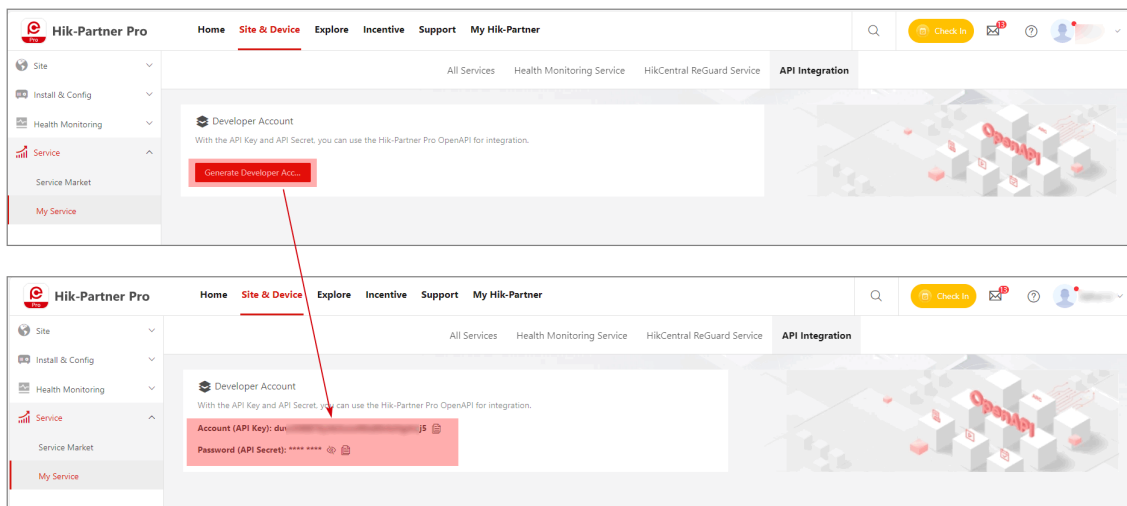 Hik-Partner Pro Home Site & Device Explore Incentive Support My Hik-Partner Check In 13
Pro
Site All Services Health Monitoring Service HikCentral ReGuard Service API Integration
Install & Config
Health Monitoring Developer Account
With the API Key and API Secret, you can use the Hik-Partner Pro OpenAPI for integration.
OpenAPI
Service
Generate Developer Acc...
Service Market
My Service
Hik-Partner Pro Home Site & Device Explore Incentive Support My Hik-Partner Check In 13
Pro
Site All Services Health Monitoring Service HikCentral ReGuard Service API Integration
Install & Config
Health Monitoring Developer Account
With the API Key and API Secret, you can use the Hik-Partner Pro OpenAPI for integration.
OpenAPI
Service Account (API Key): du j5
Service Market Password (API Secret): **** ****
My Service